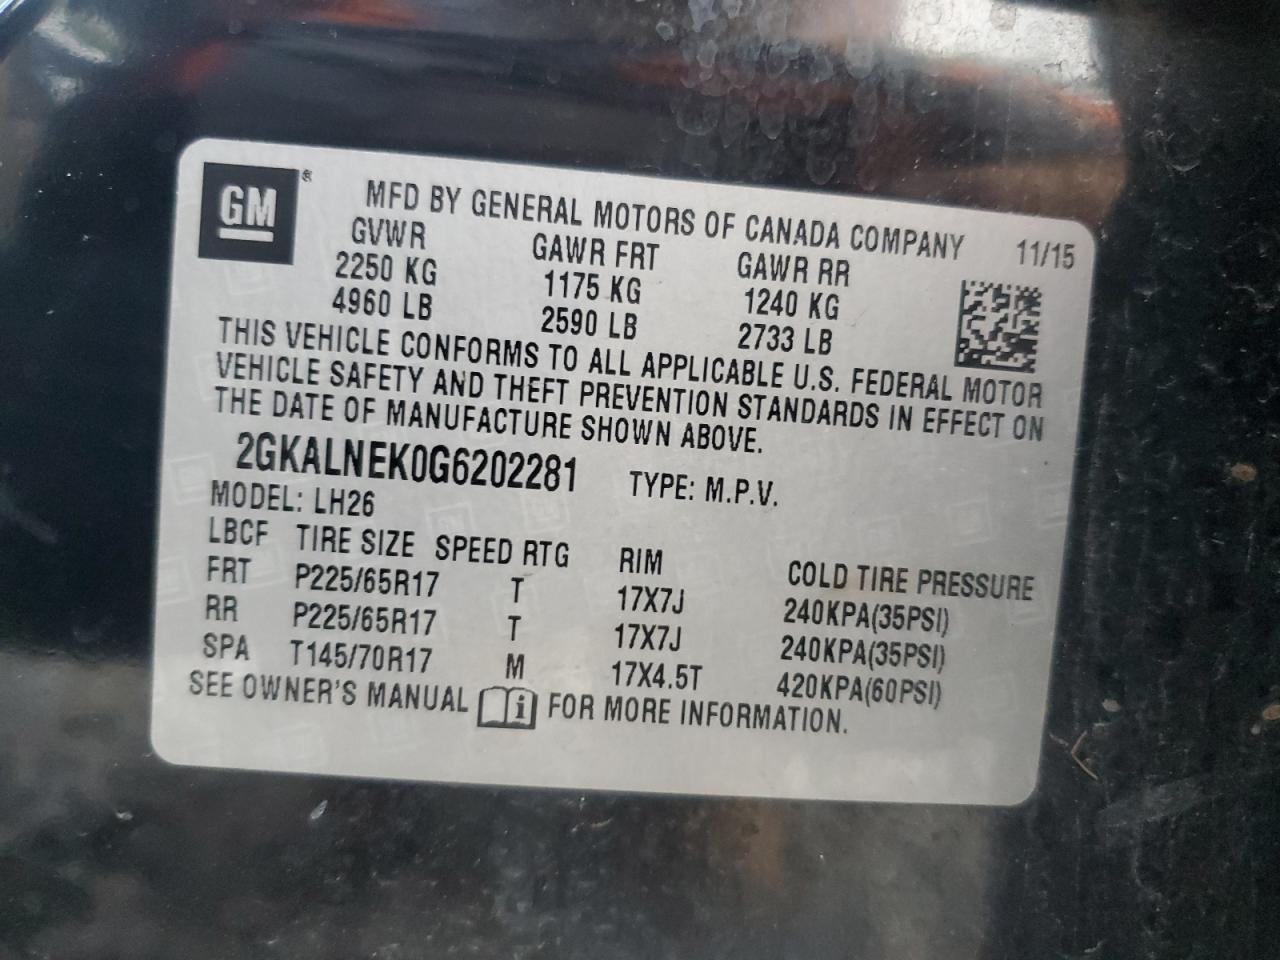 GM®
MFD BY GENERAL MOTORS OF CANADA COMPANY 11/15
GVWR GAWR FRT GAWR RR
2250 KG 1175 KG 1240 KG
4960 LB 2590 LB 2733 LB
THIS VEHICLE CONFORMS TO ALL APPLICABLE U.S. FEDERAL MOTOR
VEHICLE SAFETY AND THEFT PREVENTION STANDARDS IN EFFECT ON
THE DATE OF MANUFACTURE SHOWN ABOVE.
2GKALNEK0G6202281 TYPE: M.P.V.
MODEL: LH26
LBCF TIRE SIZE SPEED RTG RIM COLD TIRE PRESSURE
FRT P225/65R17 T 17X7J 240KPA(35PSI)
RR P225/65R17 T 17X7J 240KPA(35PSI)
SPA T145/70R17 M 17X4.5T 420KPA(60PSI)
SEE OWNER'S MANUAL i FOR MORE INFORMATION.